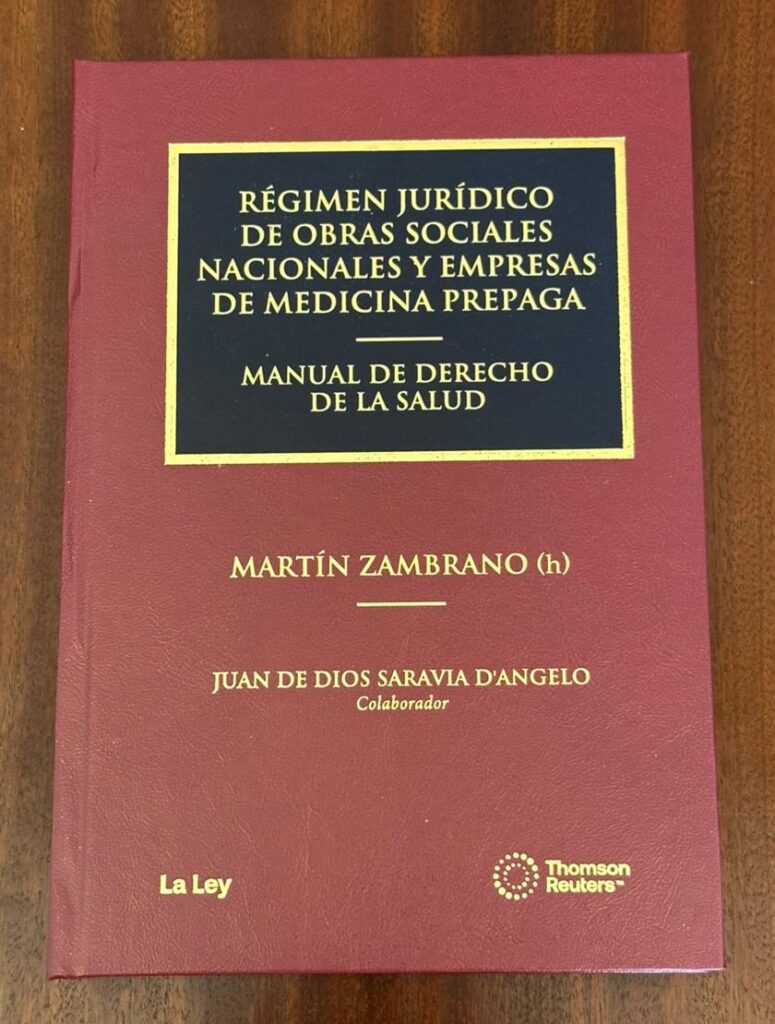 RÉGIMEN JURÍDICO
DE OBRAS SOCIALES
NACIONALES Y EMPRESAS
DE MEDICINA PREPAGA
MANUAL DE DERECHO
DE LA SALUD
MARTÍN ZAMBRANO (h)
JUAN DE DIOS SARAVIA D'ANGELO
Colaborador
La Ley
Thomson
Reuters™